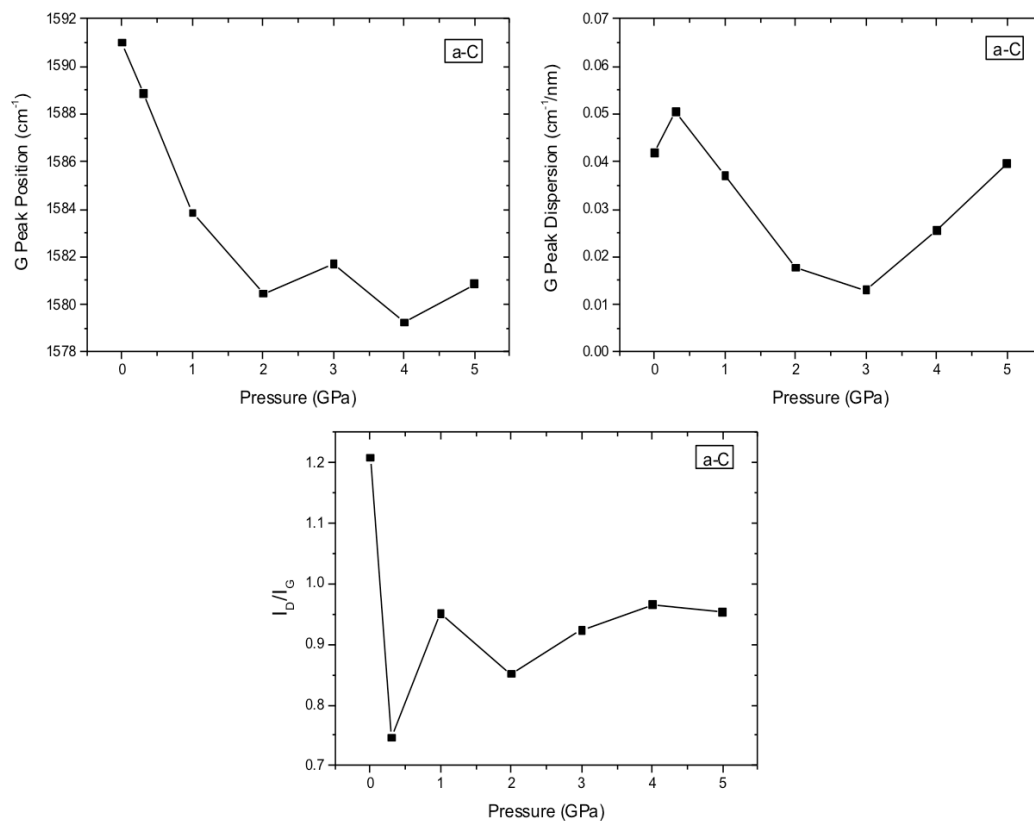 1592
1590
1588
1586
1584
1582
1580
1578
G Peak Position (cm⁻¹)
a-C
0 1 2 3 4 5
Pressure (GPa)
0.07
0.06
0.05
0.04
0.03
0.02
0.01
0.00
G Peak Dispersion (cm⁻¹/nm)
a-C
0 1 2 3 4 5
Pressure (GPa)
1.2
1.1
1.0
0.9
0.8
0.7
I_D/I_G
a-C
0 1 2 3 4 5
Pressure (GPa)